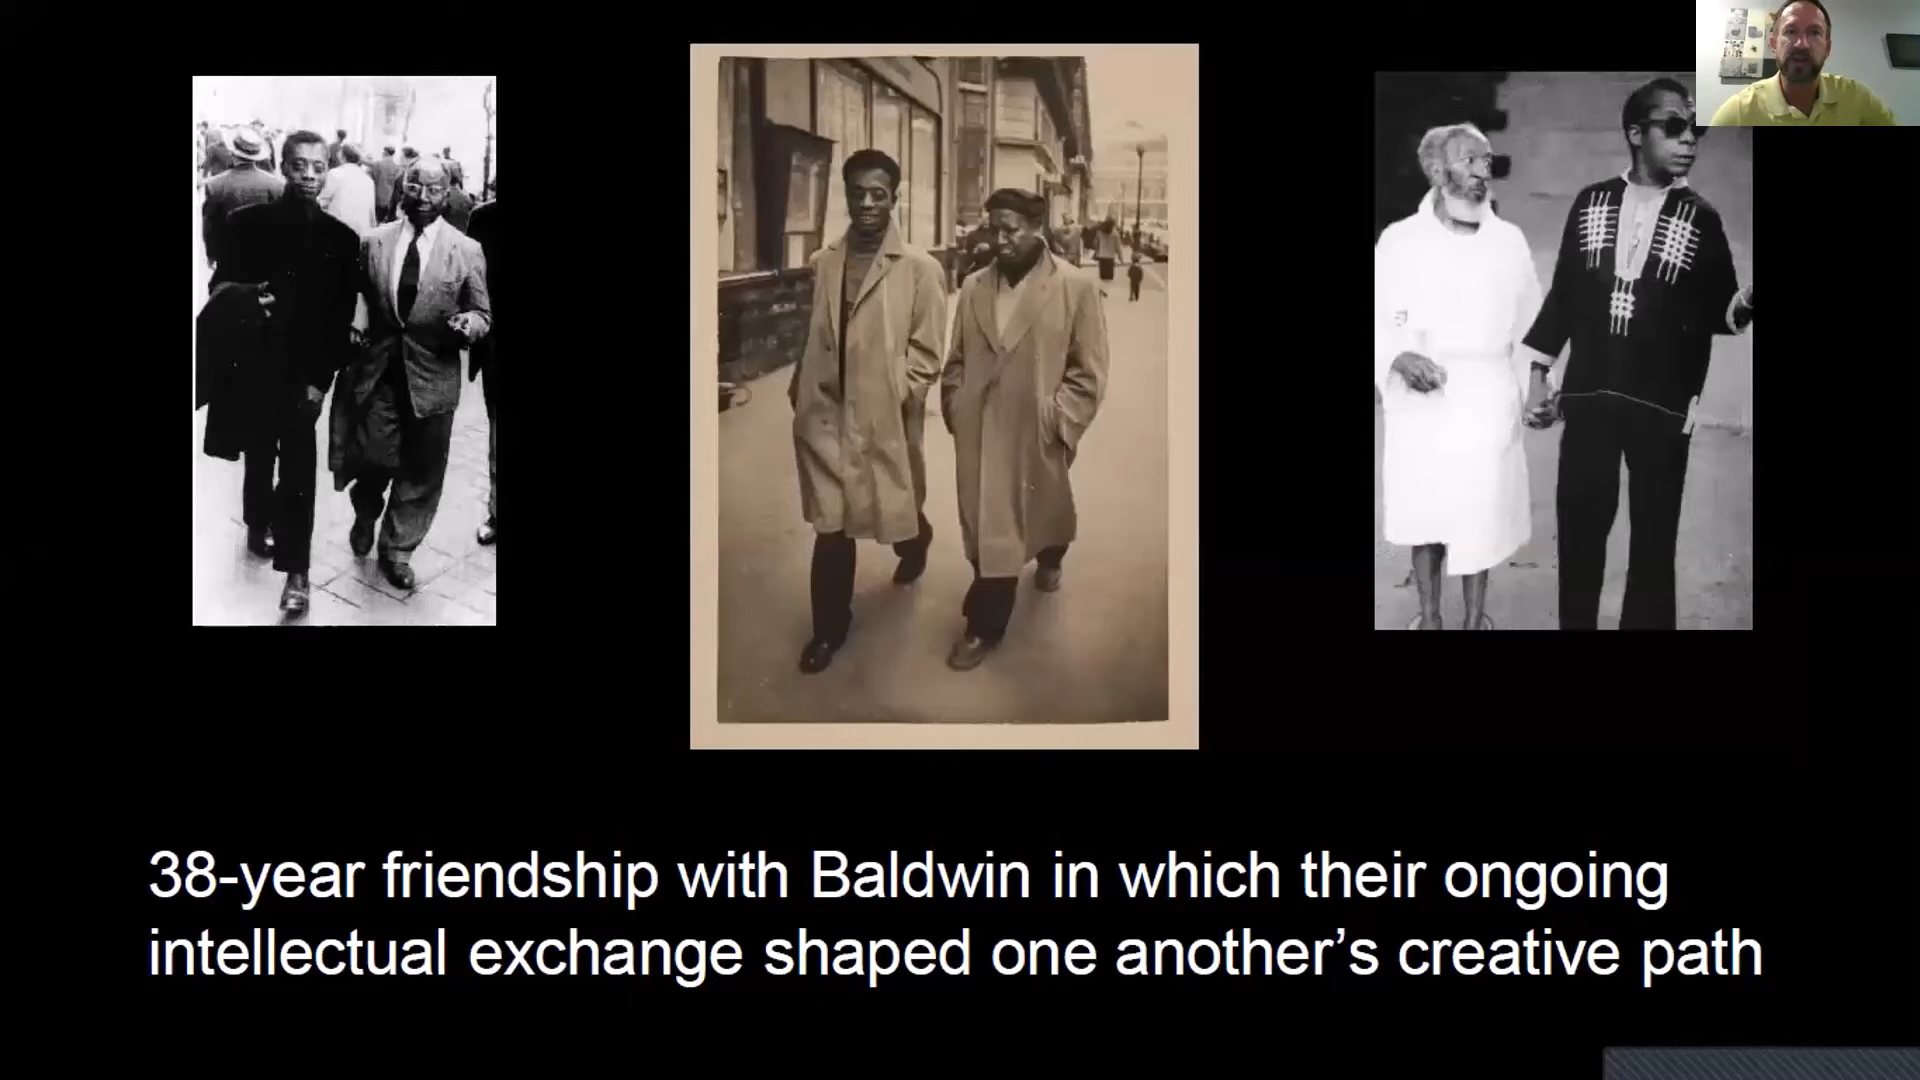 38-year friendship with Baldwin in which their ongoing
intellectual exchange shaped one another’s creative path